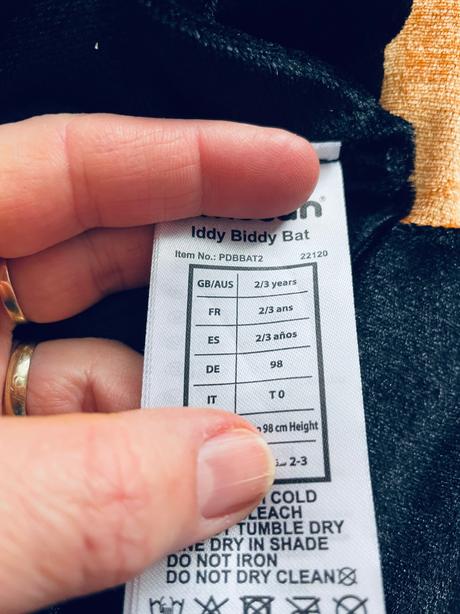 Iddy Biddy Bat
Item No.: PDBBAT2 22120
GB/AUS 2/3 years
FR 2/3 ans
ES 2/3 años
DE 98
IT T 0
98 cm Height
2-3
COLD
TUMBLE DRY
DRY IN SHADE
DO NOT IRON
DO NOT DRY CLEAN